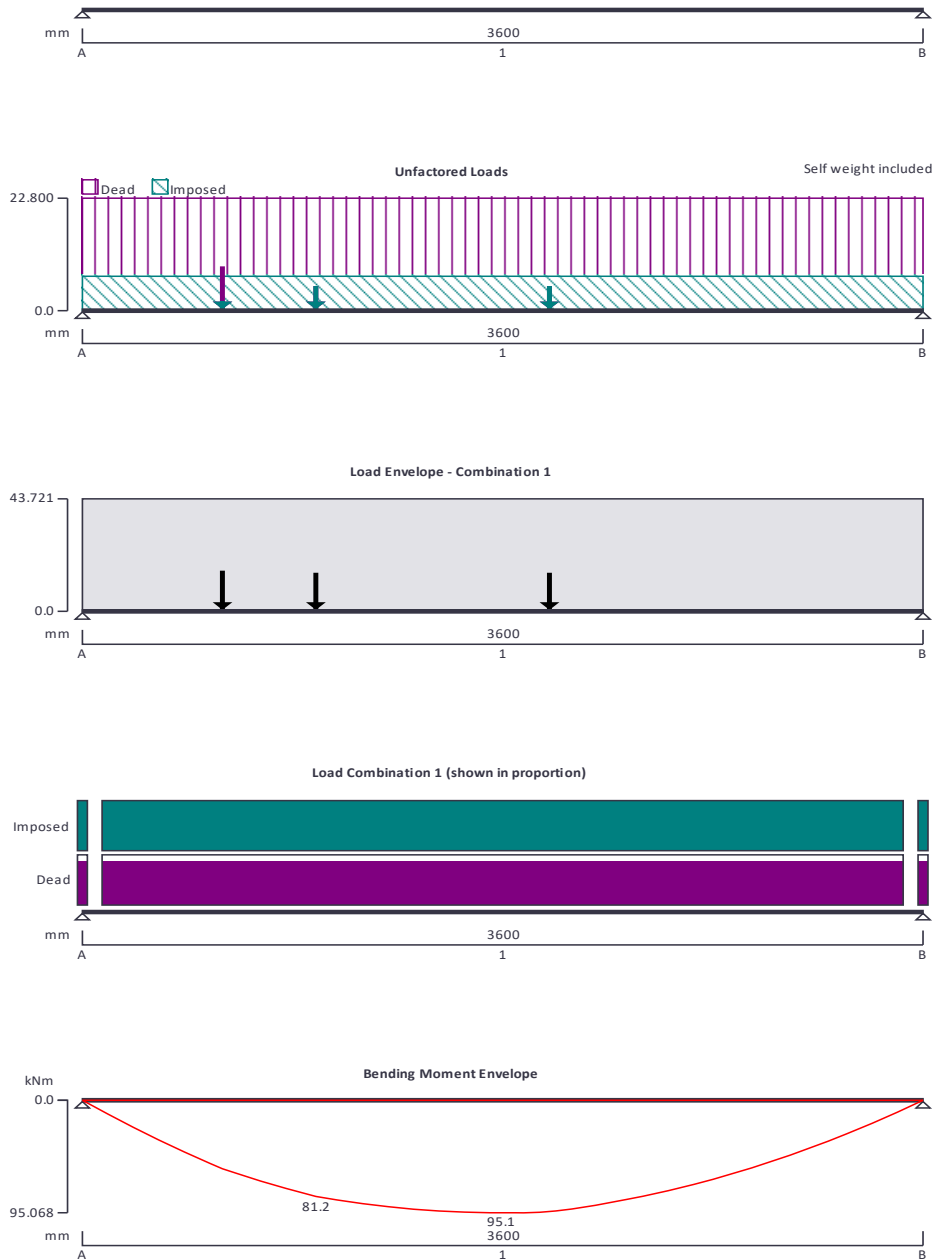 mm 3600
A 1 B
Unfactored Loads
Self weight included
Dead Imposed
22.800
0.0
mm 3600
A 1 B
Load Envelope - Combination 1
43.721
0.0
mm 3600
A 1 B
Load Combination 1 (shown in proportion)
Imposed
Dead
mm 3600
A 1 B
Bending Moment Envelope
kNm
0.0
81.2
95.068
95.1
mm 3600
A 1 B